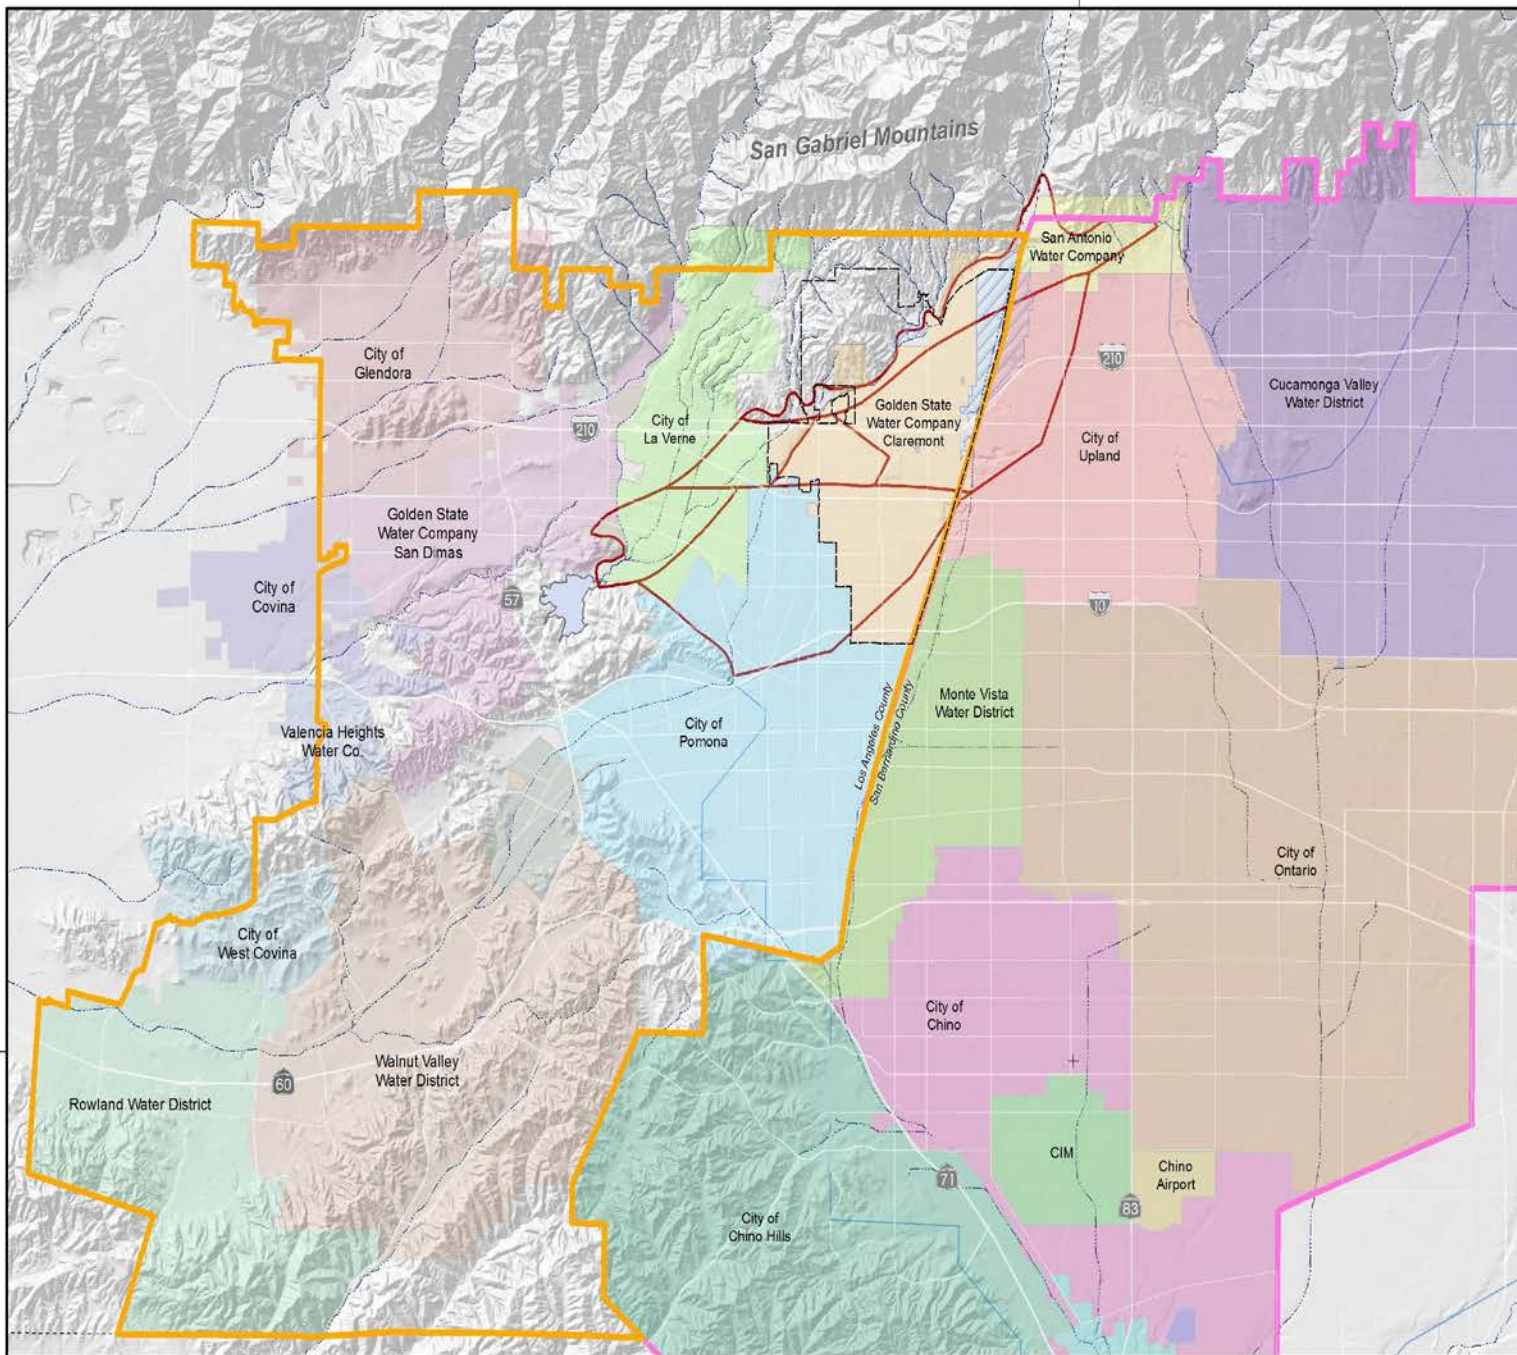 San Gabriel Mountains
San Antonio
Water Company
City of
Glendora
210
Cucamonga Valley
Water District
Golden State
Water Company
Claremont
City of
La Verne
210
City of
Upland
Golden State
Water Company
San Dimas
City of
Covina
57
10
Monte Vista
Water District
Valencia Heights
Water Co.
City of
Pomona
Los Angeles County
San Bernardino County
City of
Ontario
City of
West Covina
City of
Chino
Walnut Valley
Water District
60
Rowland Water District
CIM
Chino
Airport
71
83
City of
Chino Hills